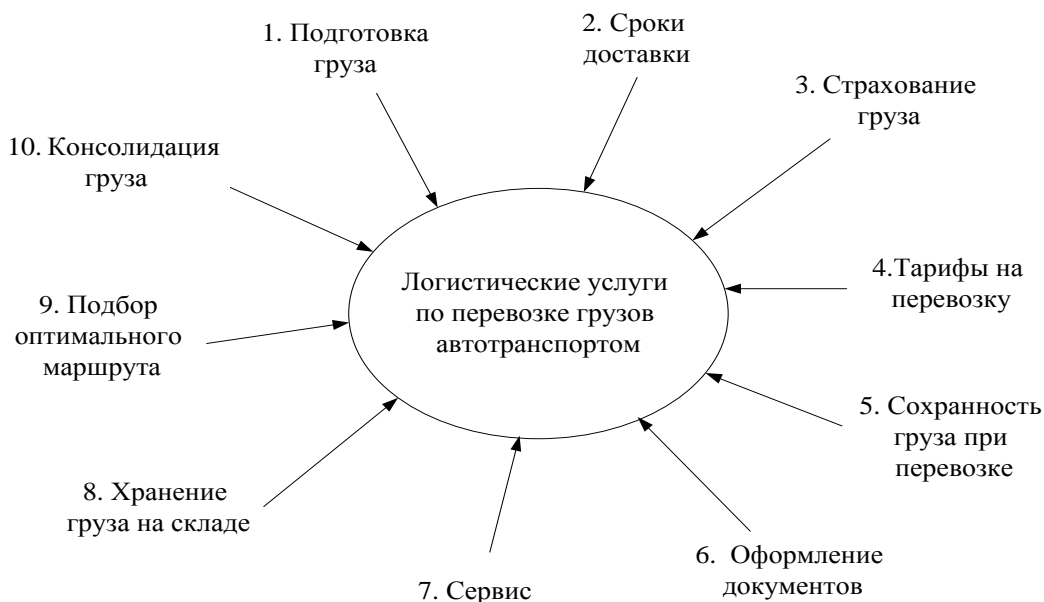 1. Подготовка
груза
2. Сроки
доставки
3. Страхование
груза
4.Тарифы на
перевозку
5. Сохранность
груза при
перевозке
6. Оформление
документов
7. Сервис
8. Хранение
груза на складе
9. Подбор
оптимального
маршрута
10. Консолидация
груза
Логистические услуги
по перевозке грузов
автотранспортом